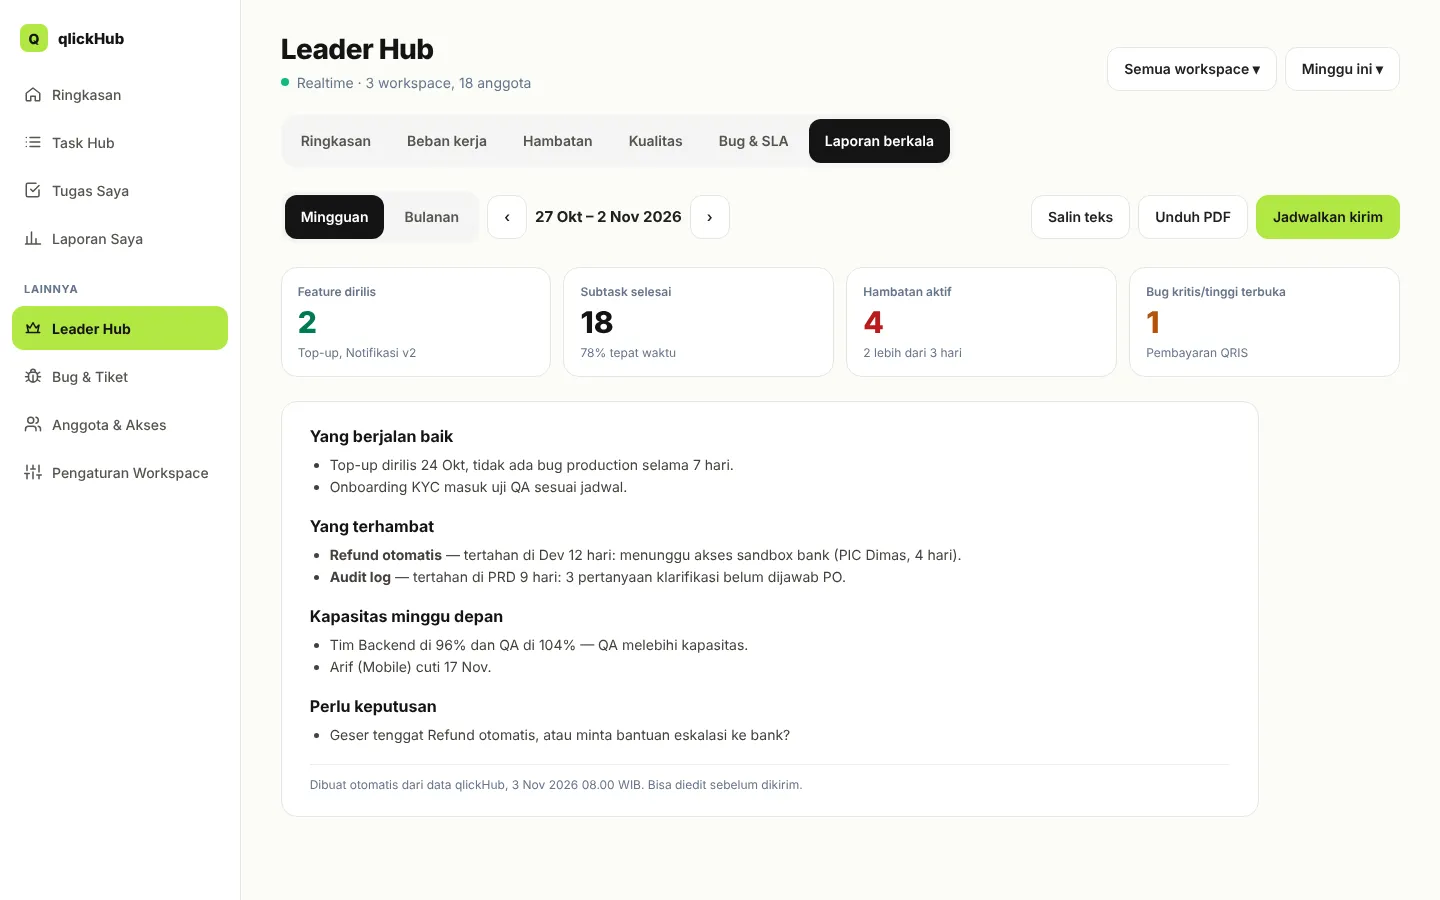 Q qlickHub
Ringkasan
Task Hub
Tugas Saya
Laporan Saya
LAINNYA
Leader Hub
Bug & Tiket
Anggota & Akses
Pengaturan Workspace
Leader Hub
Realtime · 3 workspace, 18 anggota
Semua workspace ▾
Minggu ini ▾
Ringkasan
Beban kerja
Hambatan
Kualitas
Bug & SLA
Laporan berkala
Mingguan
Bulanan
‹
27 Okt – 2 Nov 2026
›
Salin teks
Unduh PDF
Jadwalkan kirim
Feature dirilis
2
Top-up, Notifikasi v2
Subtask selesai
18
78% tepat waktu
Hambatan aktif
4
2 lebih dari 3 hari
Bug kritis/tinggi terbuka
1
Pembayaran QRIS
Yang berjalan baik
• Top-up dirilis 24 Okt, tidak ada bug production selama 7 hari.
• Onboarding KYC masuk uji QA sesuai jadwal.
Yang terhambat
• Refund otomatis — tertahan di Dev 12 hari: menunggu akses sandbox bank (PIC Dimas, 4 hari).
• Audit log — tertahan di PRD 9 hari: 3 pertanyaan klarifikasi belum dijawab PO.
Kapasitas minggu depan
• Tim Backend di 96% dan QA di 104% — QA melebihi kapasitas.
• Arif (Mobile) cuti 17 Nov.
Perlu keputusan
• Geser tenggat Refund otomatis, atau minta bantuan eskalasi ke bank?
Dibuat otomatis dari data qlickHub, 3 Nov 2026 08.00 WIB. Bisa diedit sebelum dikirim.